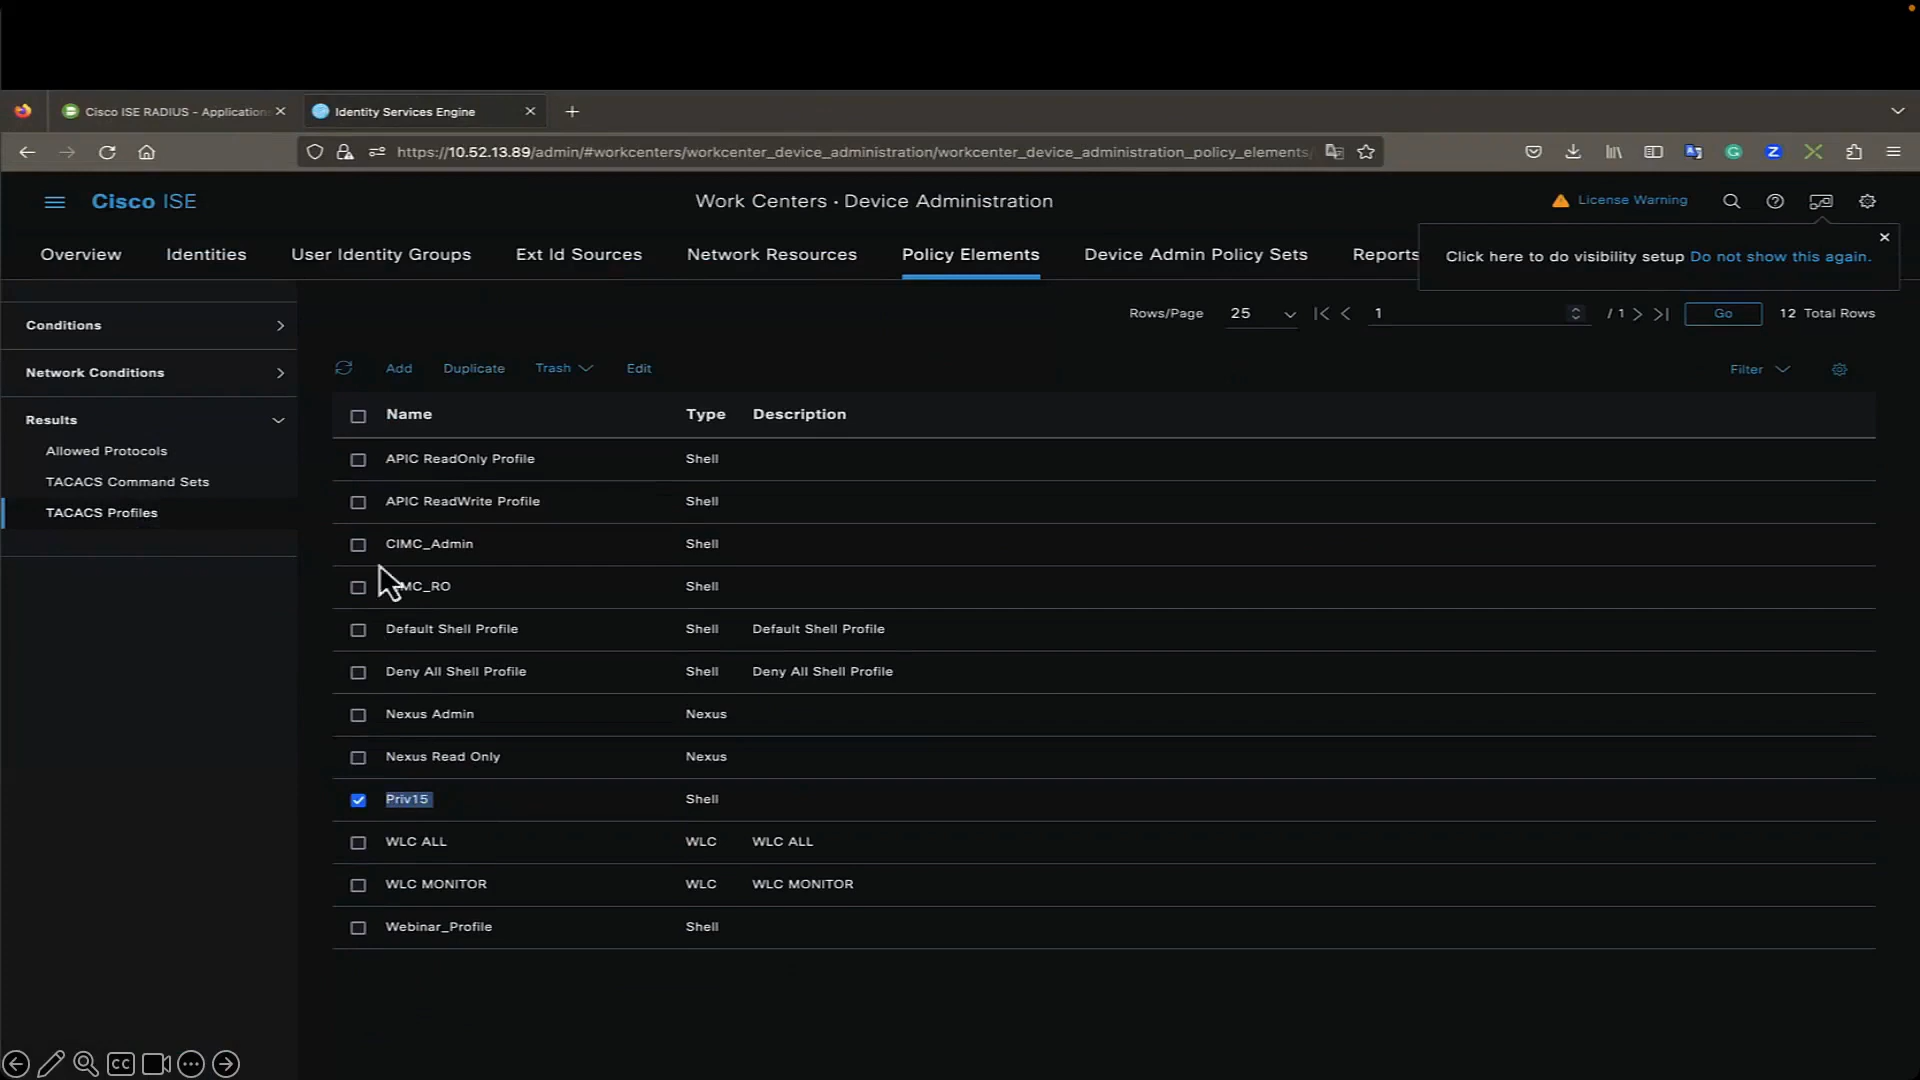 Cisco ISE RADIUS - Applications
Identity Services Engine
https://10.52.13.89/admin/#workcenters/workcenter_device_administration/workcenter_device_administration_policy_elements/
Cisco ISE
Work Centers · Device Administration
License Warning
Overview
Identities
User Identity Groups
Ext Id Sources
Network Resources
Policy Elements
Device Admin Policy Sets
Reports
Click here to do visibility setup Do not show this again.
Conditions
Network Conditions
Results
Allowed Protocols
TACACS Command Sets
TACACS Profiles
Rows/Page 25 1 / 1 Go 12 Total Rows
Add Duplicate Trash Edit Filter
Name Type Description
APIC ReadOnly Profile Shell
APIC ReadWrite Profile Shell
CIMC_Admin Shell
MC_RO Shell
Default Shell Profile Shell Default Shell Profile
Deny All Shell Profile Shell Deny All Shell Profile
Nexus Admin Nexus
Nexus Read Only Nexus
Priv15 Shell
WLC ALL WLC WLC ALL
WLC MONITOR WLC WLC MONITOR
Webinar_Profile Shell
CC